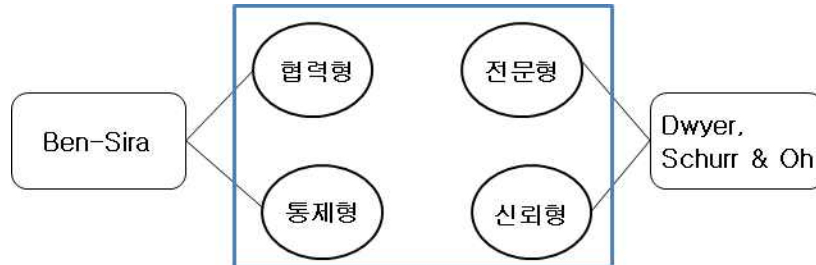 협력형
전문형
Ben-Sira
Dwyer,
Schurr & Oh
통제형
신뢰형